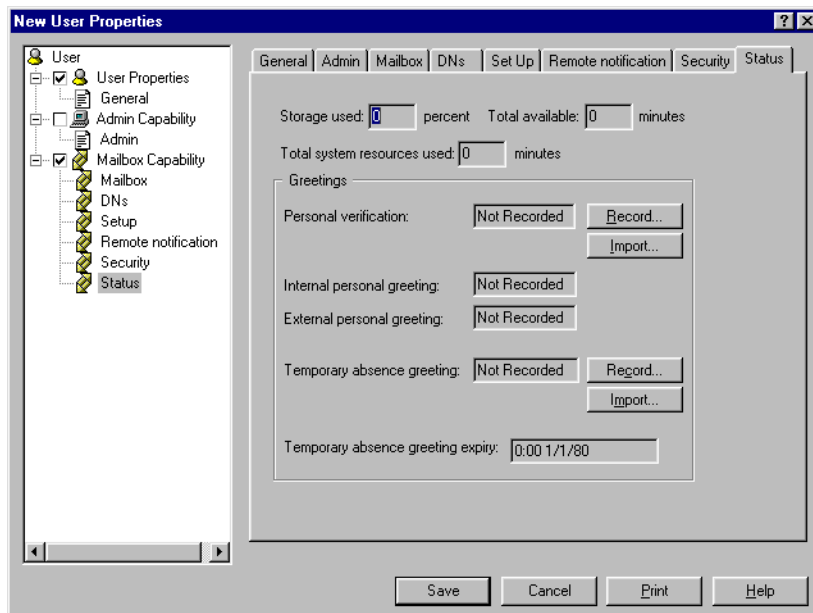 New User Properties
User
User Properties
General
Admin Capability
Admin
Mailbox Capability
Mailbox
DNs
Setup
Remote notification
Security
Status
General Admin Mailbox DNs Set Up Remote notification Security Status
Storage used: 0 percent Total available: 0 minutes
Total system resources used: 0 minutes
Greetings
Personal verification: Not Recorded Record...
Import...
Internal personal greeting: Not Recorded
External personal greeting: Not Recorded
Temporary absence greeting: Not Recorded Record...
Import...
Temporary absence greeting expiry: 0:00 1/1/80
Save Cancel Print Help